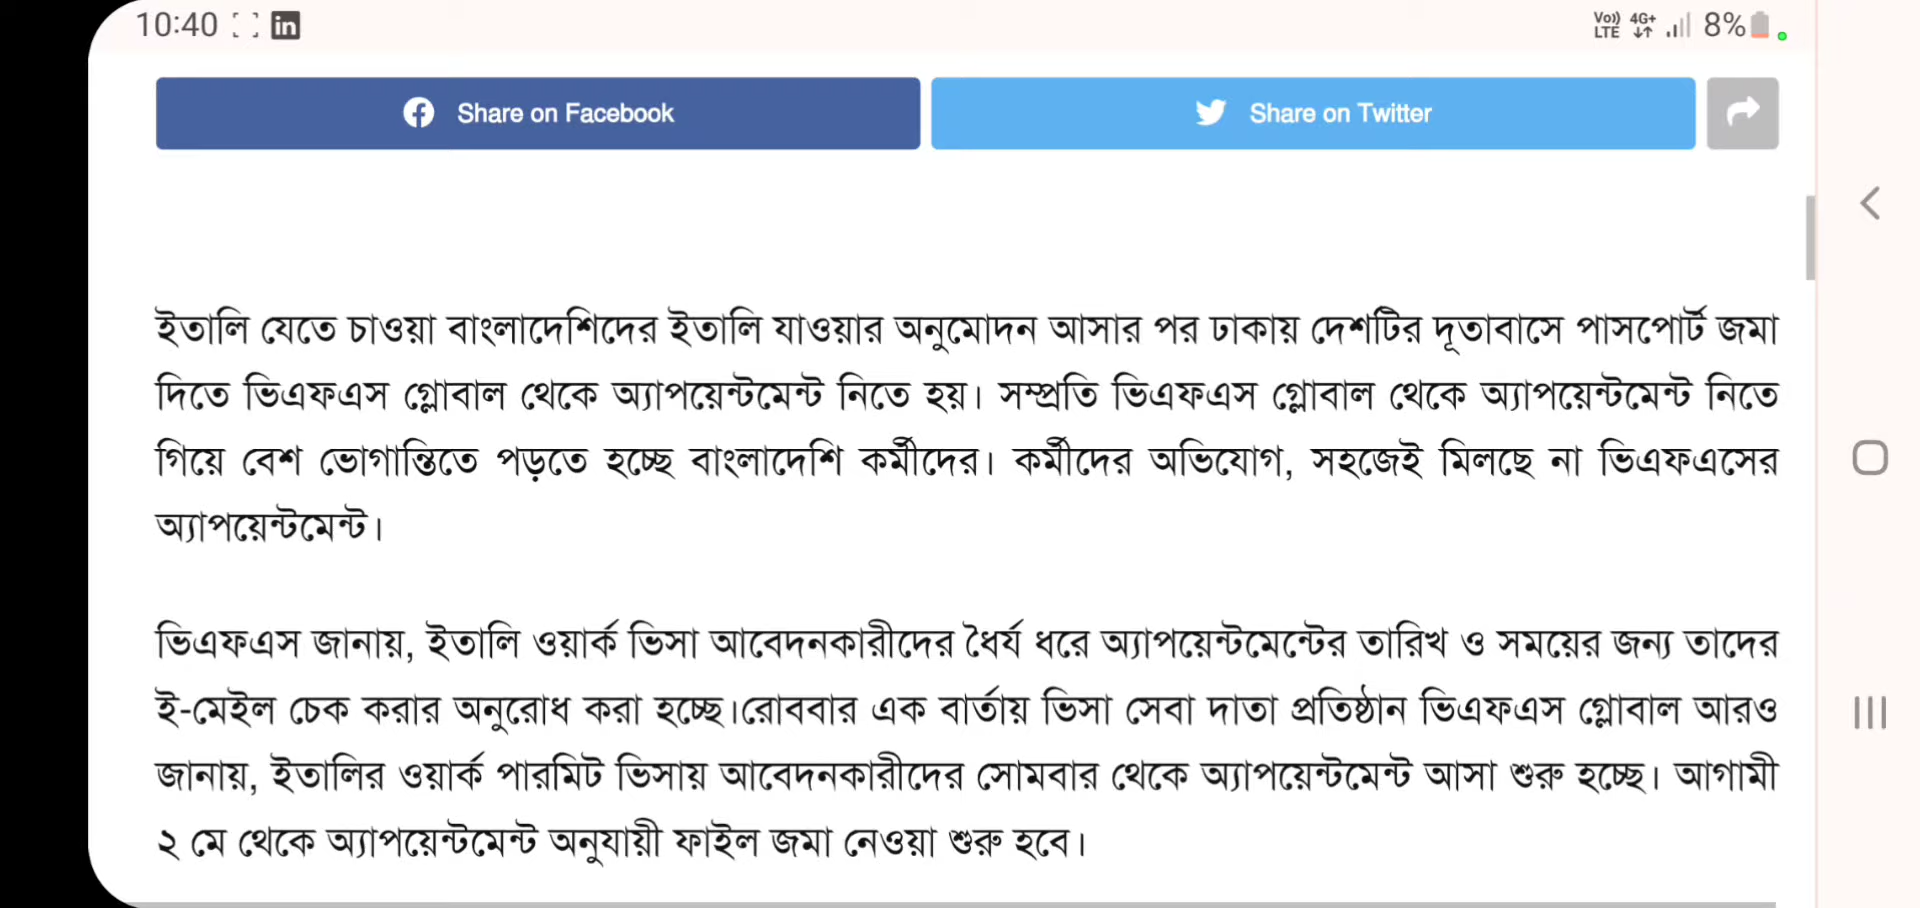 10:40 in Vo)) LTE 4G+ 8%
Share on Facebook Share on Twitter
ইতালি যেতে চাওয়া বাংলাদেশিদের ইতালি যাওয়ার অনুমোদন আসার পর ঢাকায় দেশটির দূতাবাসে পাসপোর্ট জমা
দিতে ভিএফএস গ্লোবাল থেকে অ্যাপয়েন্টমেন্ট নিতে হয়। সম্প্রতি ভিএফএস গ্লোবাল থেকে অ্যাপয়েন্টমেন্ট নিতে
গিয়ে বেশ ভোগান্তিতে পড়তে হচ্ছে বাংলাদেশি কর্মীদের। কর্মীদের অভিযোগ, সহজেই মিলছে না ভিএফএসের
অ্যাপয়েন্টমেন্ট।
ভিএফএস জানায়, ইতালি ওয়ার্ক ভিসা আবেদনকারীদের ধৈর্য ধরে অ্যাপয়েন্টমেন্টের তারিখ ও সময়ের জন্য তাদের
ই-মেইল চেক করার অনুরোধ করা হচ্ছে।রোববার এক বার্তায় ভিসা সেবা দাতা প্রতিষ্ঠান ভিএফএস গ্লোবাল আরও
জানায়, ইতালির ওয়ার্ক পারমিট ভিসায় আবেদনকারীদের সোমবার থেকে অ্যাপয়েন্টমেন্ট আসা শুরু হচ্ছে। আগামী
২ মে থেকে অ্যাপয়েন্টমেন্ট অনুযায়ী ফাইল জমা নেওয়া শুরু হবে।